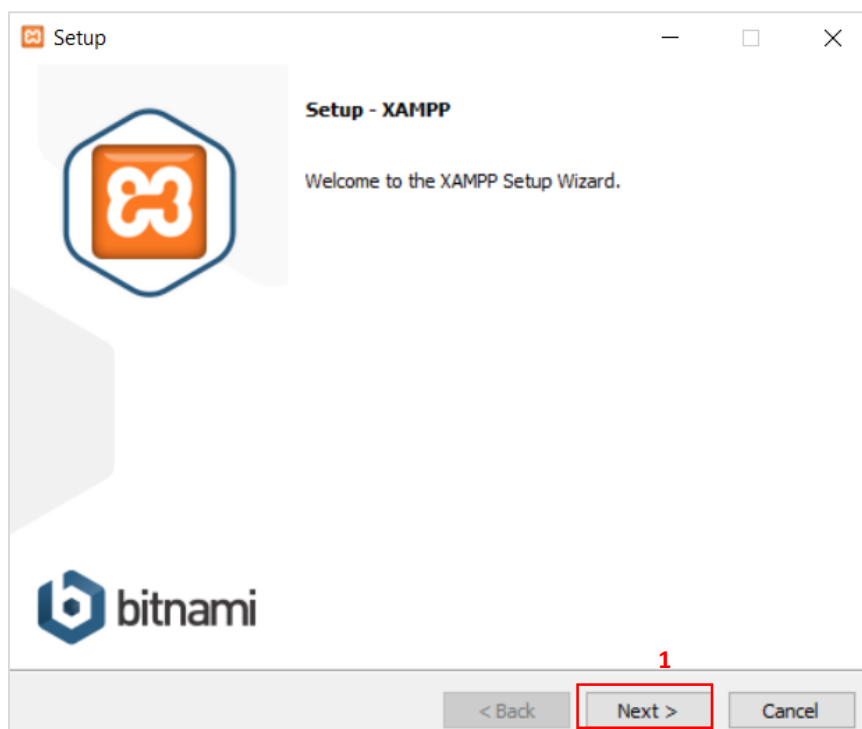 Setup
Setup - XAMPP
Welcome to the XAMPP Setup Wizard.
bitnami
1
< Back Next > Cancel